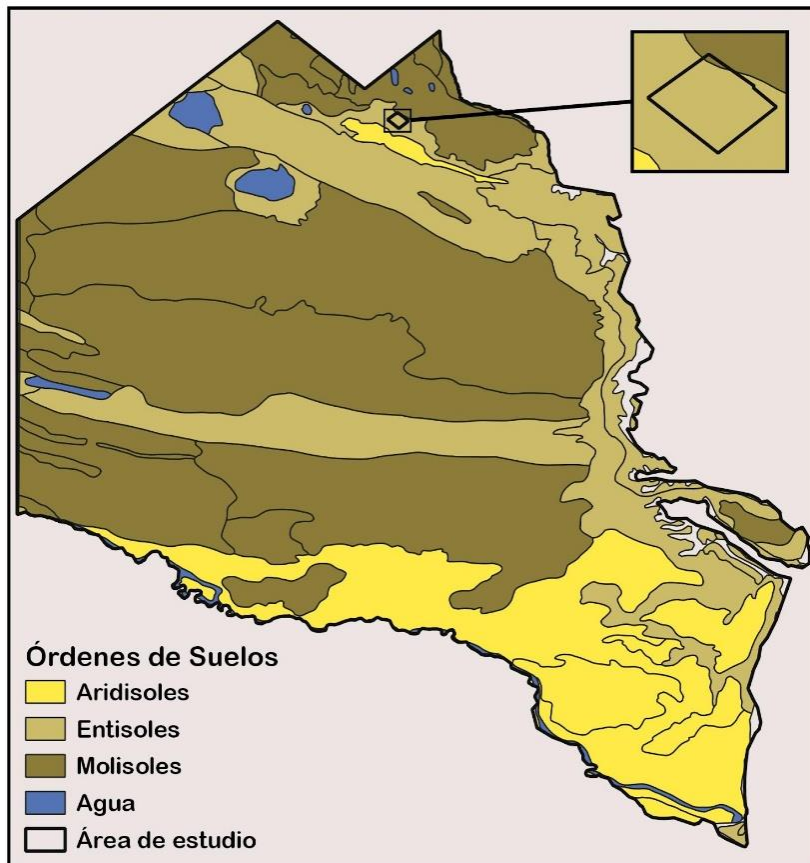 Órdenes de Suelos
Aridisoles
Entisoles
Molisoles
Agua
Área de estudio